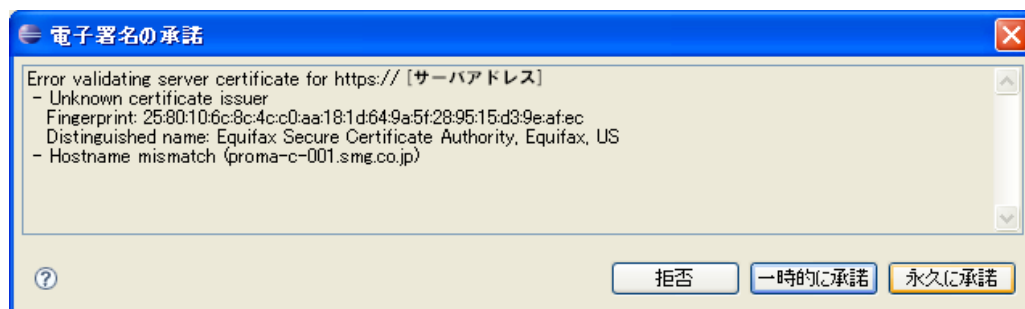 電子署名の承諾
Error validating server certificate for https:// [サーバアドレス]
- Unknown certificate issuer
Fingerprint: 25:80:10:6c:8c:4c:c0:aa:18:1d:64:9a:5f:28:95:15:d3:9e:af:ec
Distinguished name: Equifax Secure Certificate Authority, Equifax, US
- Hostname mismatch (proma-c-001.smg.co.jp)
? 拒否 一時的に承諾 永久に承諾